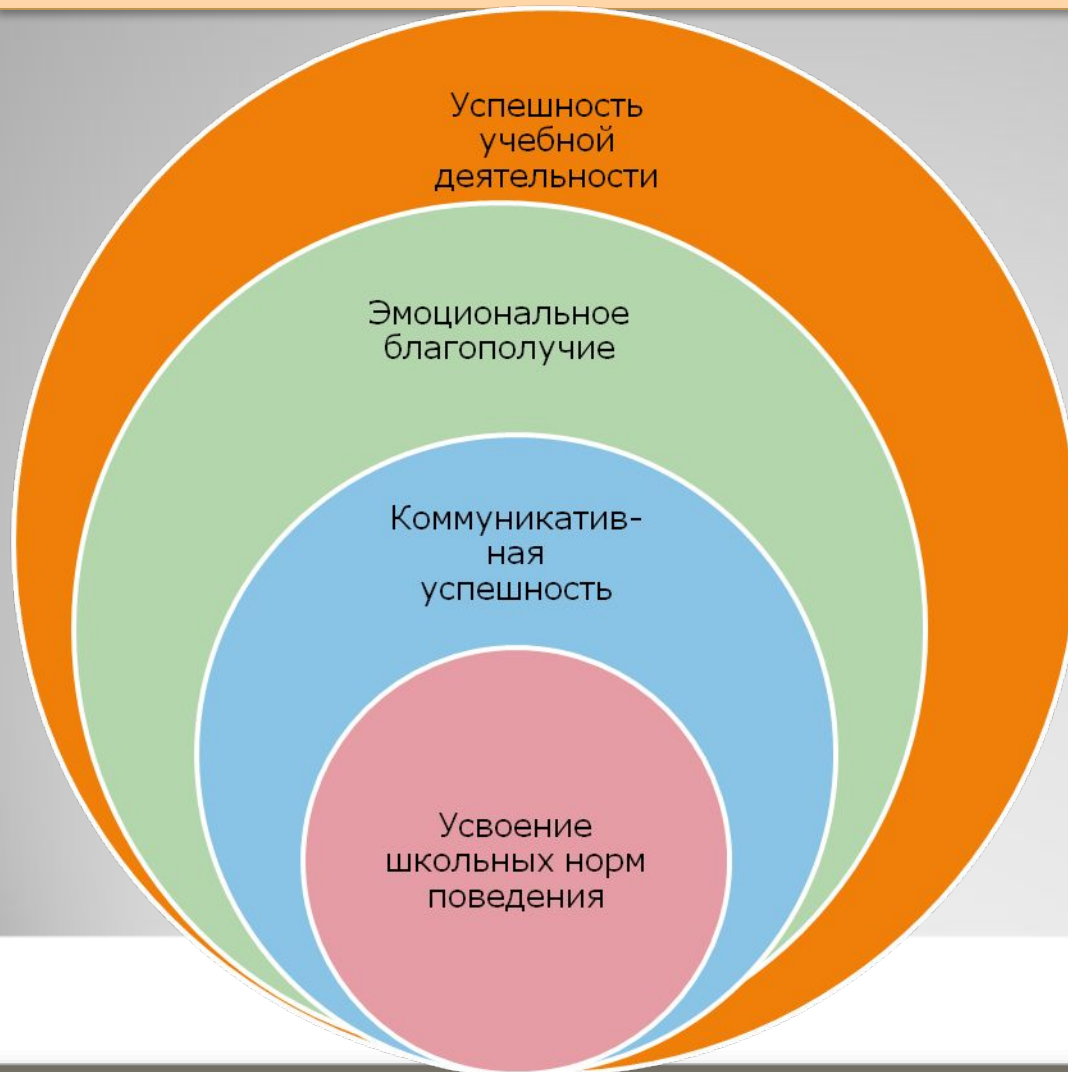 Успешность
учебной
деятельности
Эмоциональное
благополучие
Коммуникатив-
ная
успешность
Усвоение
школьных норм
поведения